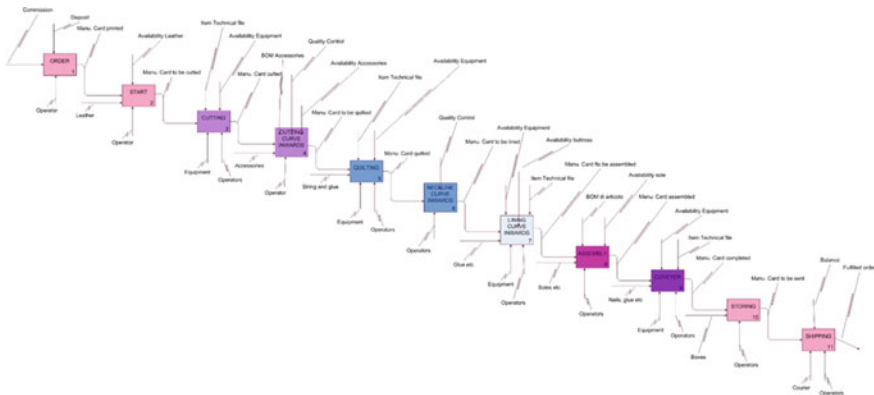 Commission
Deposit
Manu. Card printed
ORDER
1
Operator
Availability Leather
Manu. Card to be cutted
START
2
Leather
Operator
Item Technical file
Availability Equipment
Manu. Card cutted
CUTTING
3
Equipment
Operators
BOM Accessories
Quality Control
Availability Accessories
Manu. Card to be quilted
CURVE
INWARDS
4
Accessories
Operator
Item Technical file
Availability Equipment
Manu. Card quilted
QUILTING
5
String and glue
Equipment
Operators
Quality Control
Manu. Card to be lined
CURVE
INWARDS
6
Operators
Availability Equipment
Availability buttress
Item Technical file
Manu. Card to be assembled
LINING
CURVE
INWARDS
7
Glue etc
Equipment
Operators
BOM di articolo
Availability sole
Manu. Card assembled
ASSEMBLY
8
Soles etc
Operators
Availability Equipment
Item Technical file
Manu. Card completed
9
Nails, glue etc
Equipment
Operators
Manu. Card to be sent
STORING
10
Boxes
Operators
Balance
Fulfilled order
SHIPPING
11
Courier
Operators